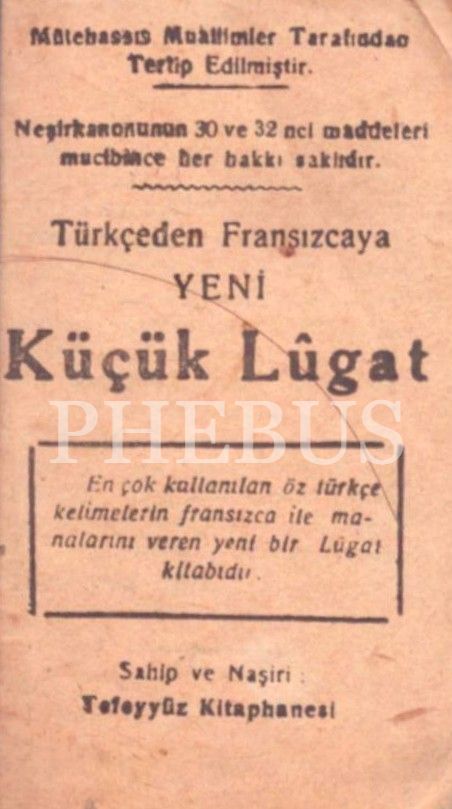 Mütehassıs Muallimler Tarafından
Tertip Edilmiştir.
Neşirkanonunun 30 ve 32 nci maddeleri
mucibince her hakkı saklıdır.
Türkçeden Fransızcaya
YENİ
Küçük Lûgat
PHEBUS
En çok kullanılan öz türkçe
kelimelerin fransızca ile ma-
nalarını veren yeni bir Lûgat
kitabıdır.
Sahip ve Naşiri :
Tefeyyüz Kitaphanesi